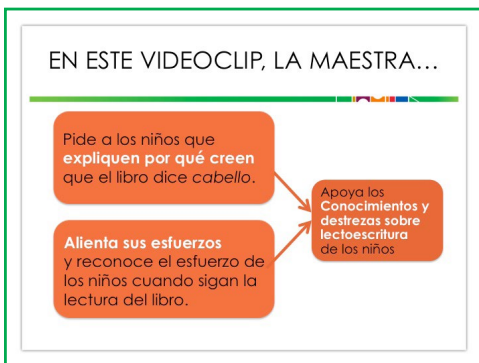 EN ESTE VIDEOCLIP, LA MAESTRA...
Pide a los niños que
expliquen por qué creen
que el libro dice cabello.
Alienta sus esfuerzos
y reconoce el esfuerzo de
los niños cuando sigan la
lectura del libro.
Apoya los
Conocimientos y
destrezas sobre
lectoescritura
de los niños